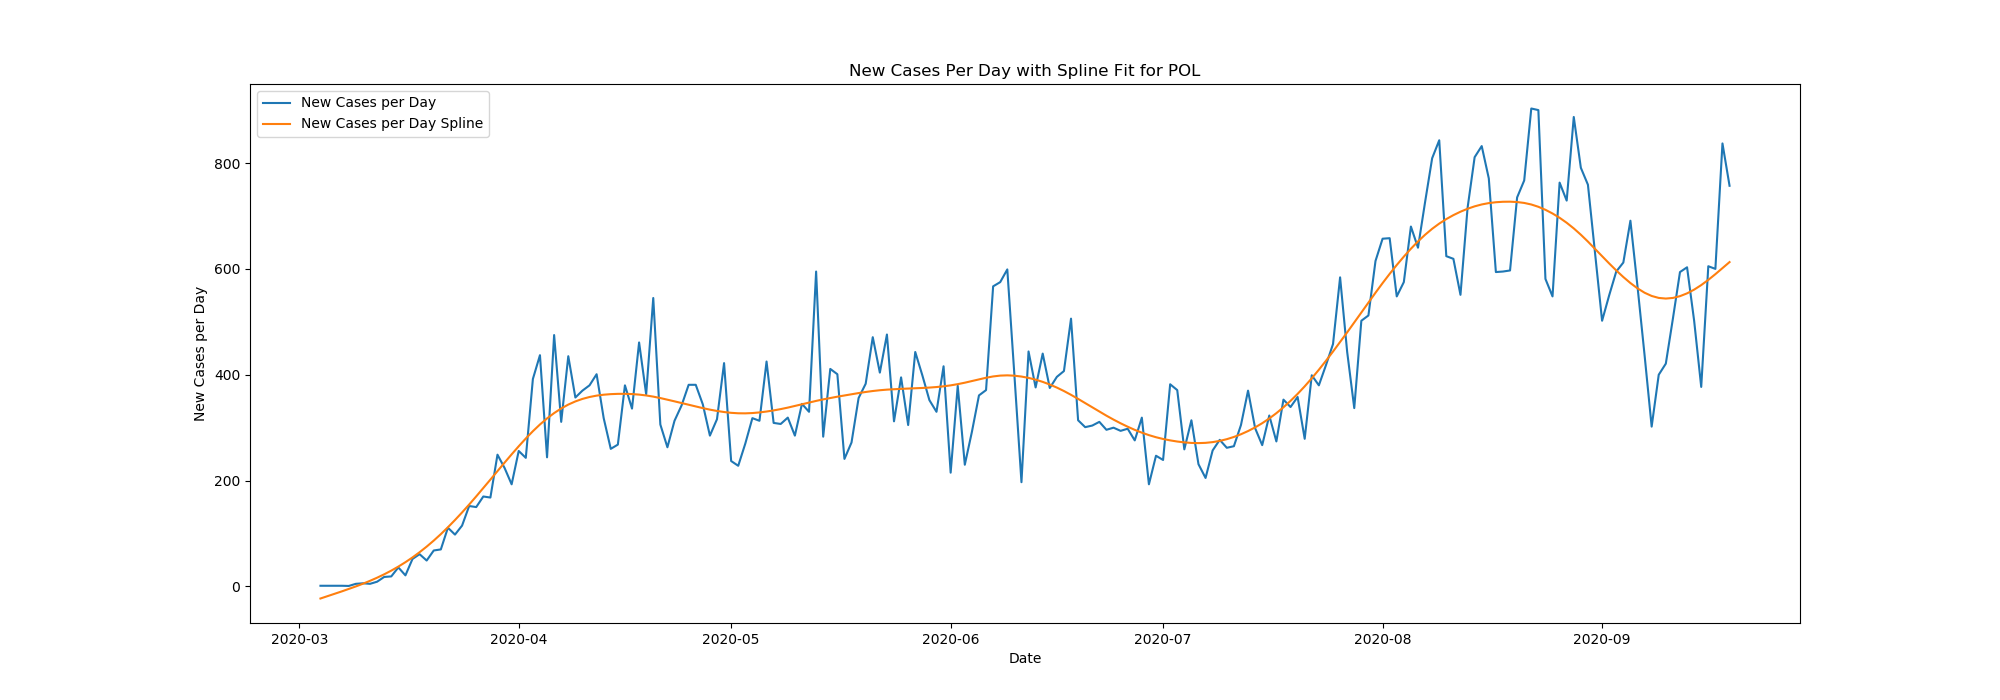 New Cases Per Day with Spline Fit for POL
New Cases per Day
New Cases per Day Spline
New Cases per Day
800
600
400
200
0
2020-03 2020-04 2020-05 2020-06 2020-07 2020-08 2020-09
Date